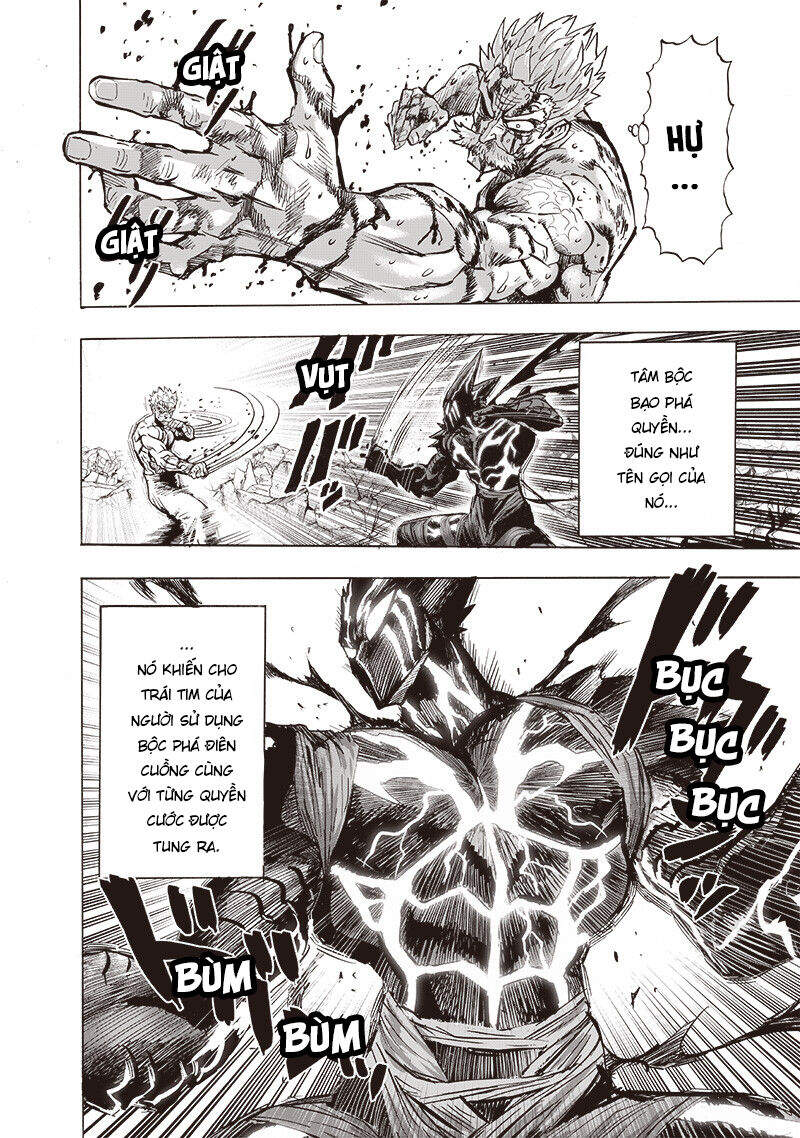 HỰ
...
GIẬT
GIẬT
TÂM BỘC
BẠO PHÁ
QUYỀN...
ĐÚNG NHƯ
TÊN GỌI CỦA
NÓ...
VỤT
BỤC
BỤC
BỤC
...
NÓ KHIẾN CHO
TRÁI TIM CỦA
NGƯỜI SỬ DỤNG
BỘC PHÁ ĐIÊN
CUỒNG CÙNG
VỚI TỪNG QUYỀN
CƯỚC ĐƯỢC
TUNG RA.
BÙM
BÙM